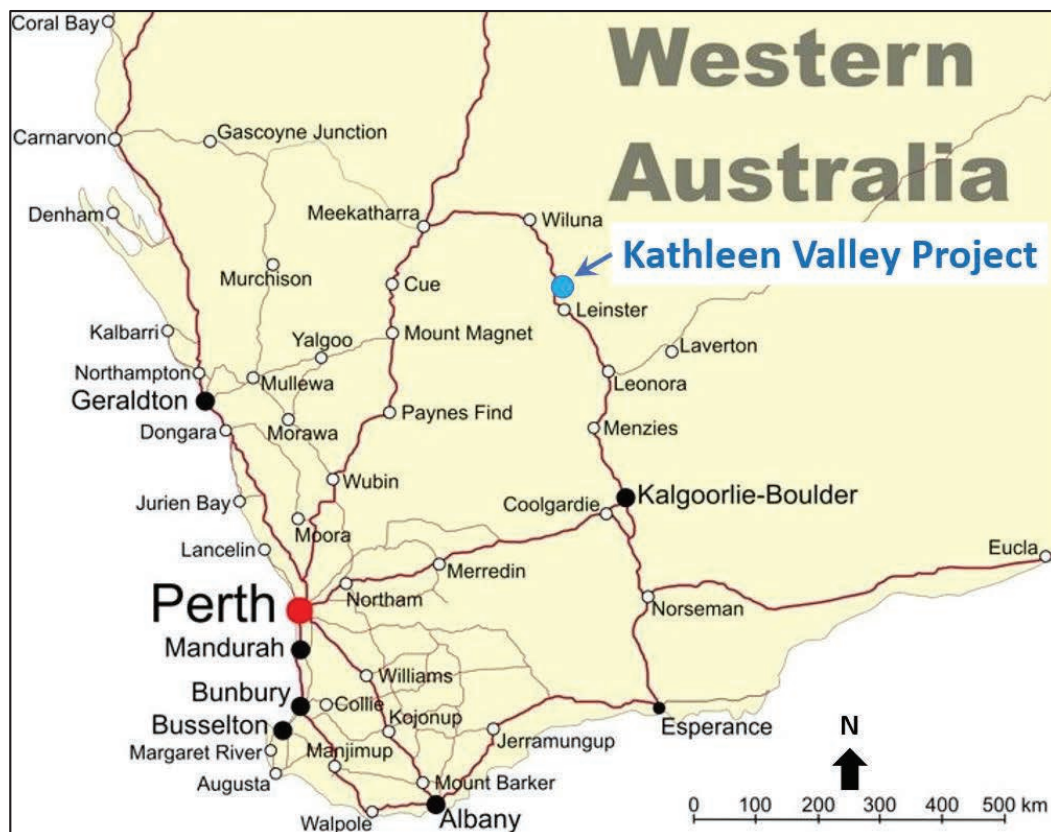 Coral Bay
Western
Australia
Carnarvon
Gascoyne Junction
Denham
Meekatharra
Wiluna
Kathleen Valley Project
Murchison
Cue
Leinster
Kalbarri
Yalgoo
Mount Magnet
Laverton
Northampton
Mullewa
Leonora
Geraldton
Paynes Find
Dongara
Morawa
Menzies
Wubin
Jurien Bay
Coolgardie
Kalgoorlie-Boulder
Moora
Lancelin
Eucla
Merredin
Perth
Northam
Norseman
Mandurah
Williams
Bunbury
Collie
Kojonup
Busselton
Esperance
N
Margaret River
Manjimup
Jerramungup
Augusta
Mount Barker
Walpole
Albany
0 100 200 300 400 500 km